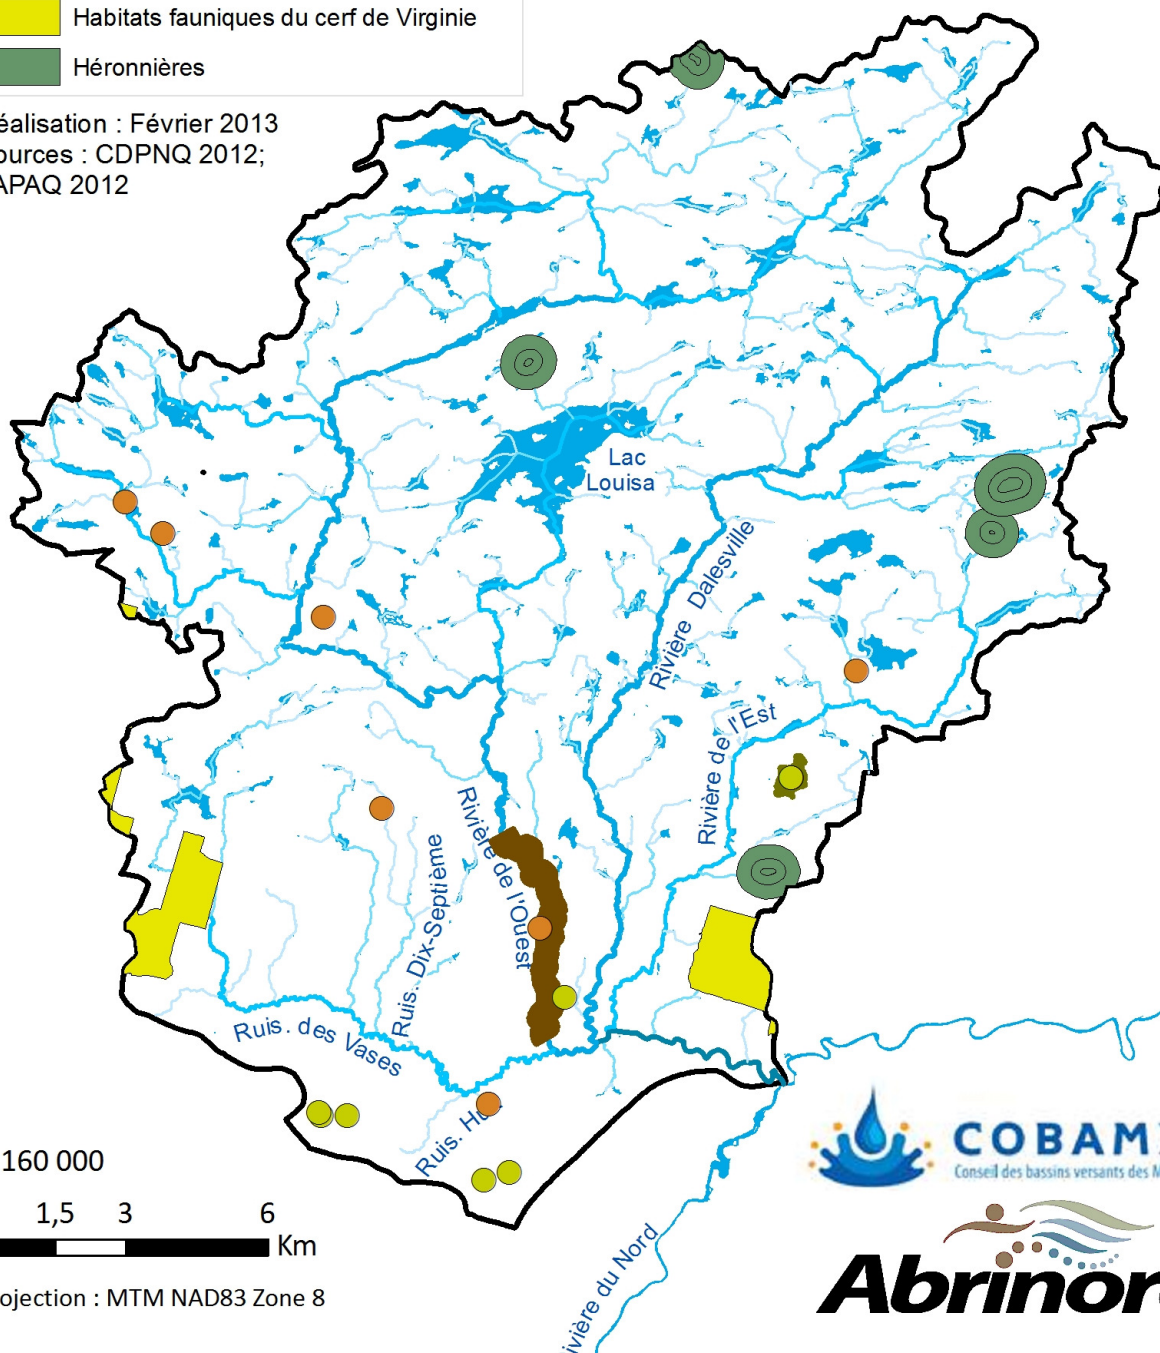 Habitats fauniques du cerf de Virginie
Héronnières
éalisation : Février 2013
ources : CDPNQ 2012;
APAQ 2012
Lac
Louisa
Rivière Dalesville
Rivière de l'Est
Rivière de l'Ouest
Ruis. Dix-Septième
Ruis. des Vases
Ruis.
ivière du Nord
160 000
1,5 3 6
Km
ojection : MTM NAD83 Zone 8
COBAM
Conseil des bassins versants des M
Abrinor